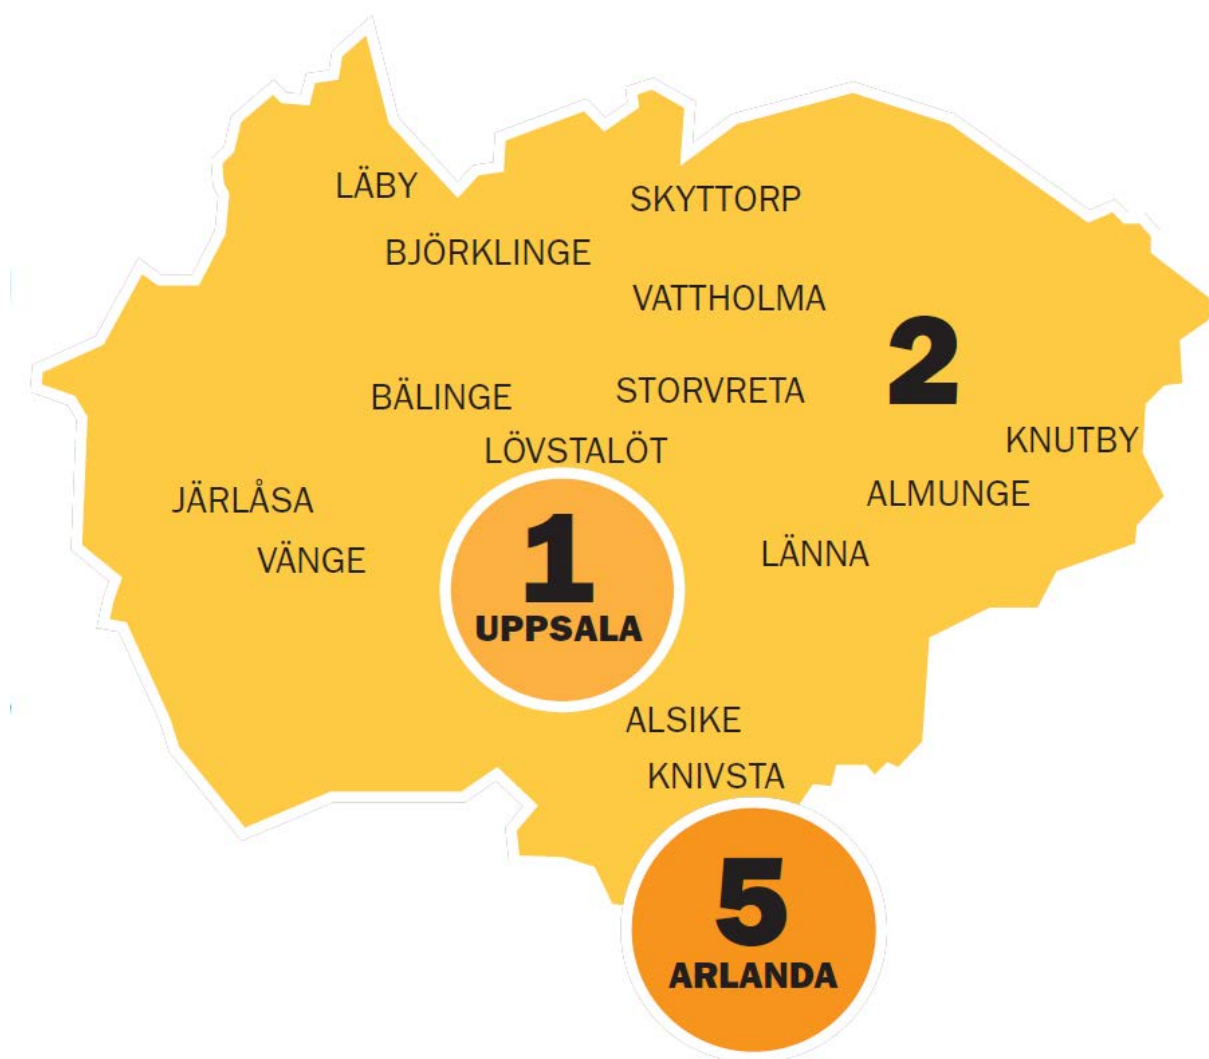 LÄBY
SKYTTORP
BJÖRKLINGE
VATTHOLMA
2
BÄLINGE
STORVRETA
KNUTBY
LÖVSTALÖT
JÄRLÅSA
ALMUNGE
VÄNGE
LÄNNA
1
UPPSALA
ALSIKE
KNIVSTA
5
ARLANDA